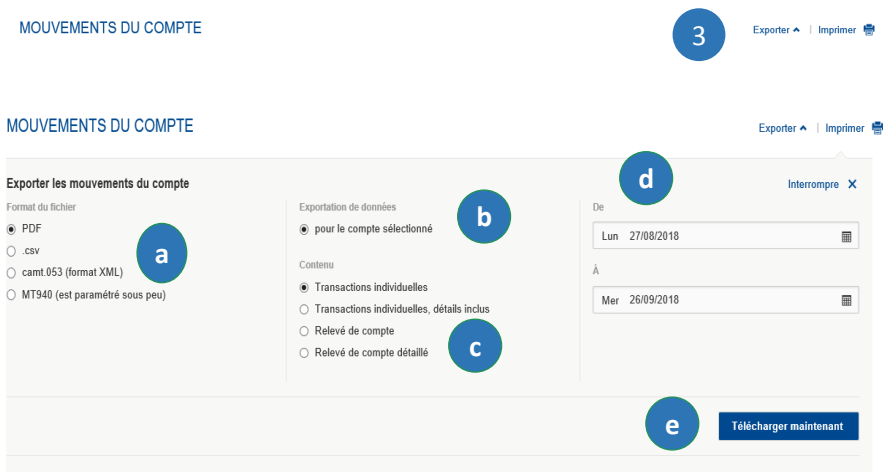 MOUVEMENTS DU COMPTE
3
Exporter | Imprimer
MOUVEMENTS DU COMPTE
Exporter | Imprimer
d
Exporter les mouvements du compte
Interrompre X
Format du fichier
PDF
.csv
camt.053 (format XML)
MT940 (est paramétré sous peu)
a
Exportation de données
b
pour le compte sélectionné
Contenu
Transactions individuelles
Transactions individuelles, détails inclus
Relevé de compte
Relevé de compte détaillé
c
De
Lun 27/08/2018
À
Mer 26/09/2018
e
Télécharger maintenant